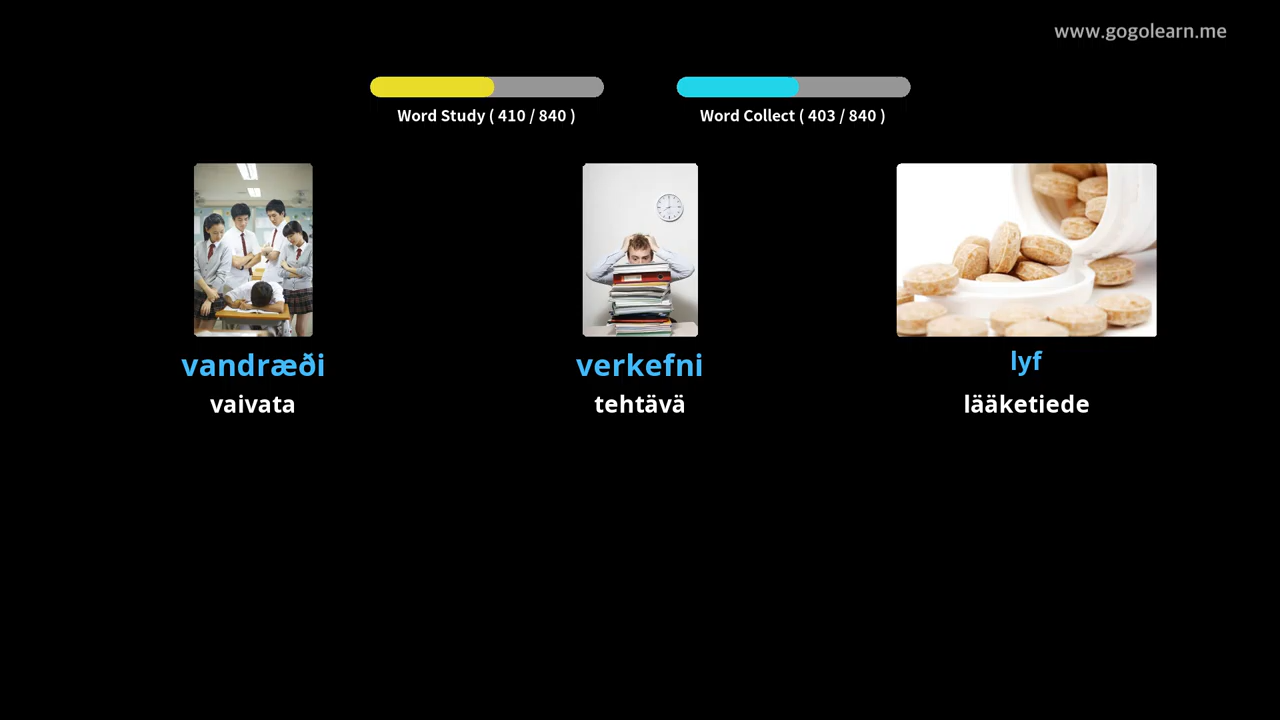 www.gogolearn.me
Word Study ( 410 / 840 )
Word Collect ( 403 / 840 )
vandræði
vaivata
verkefni
tehtävä
lyf
lääketiede